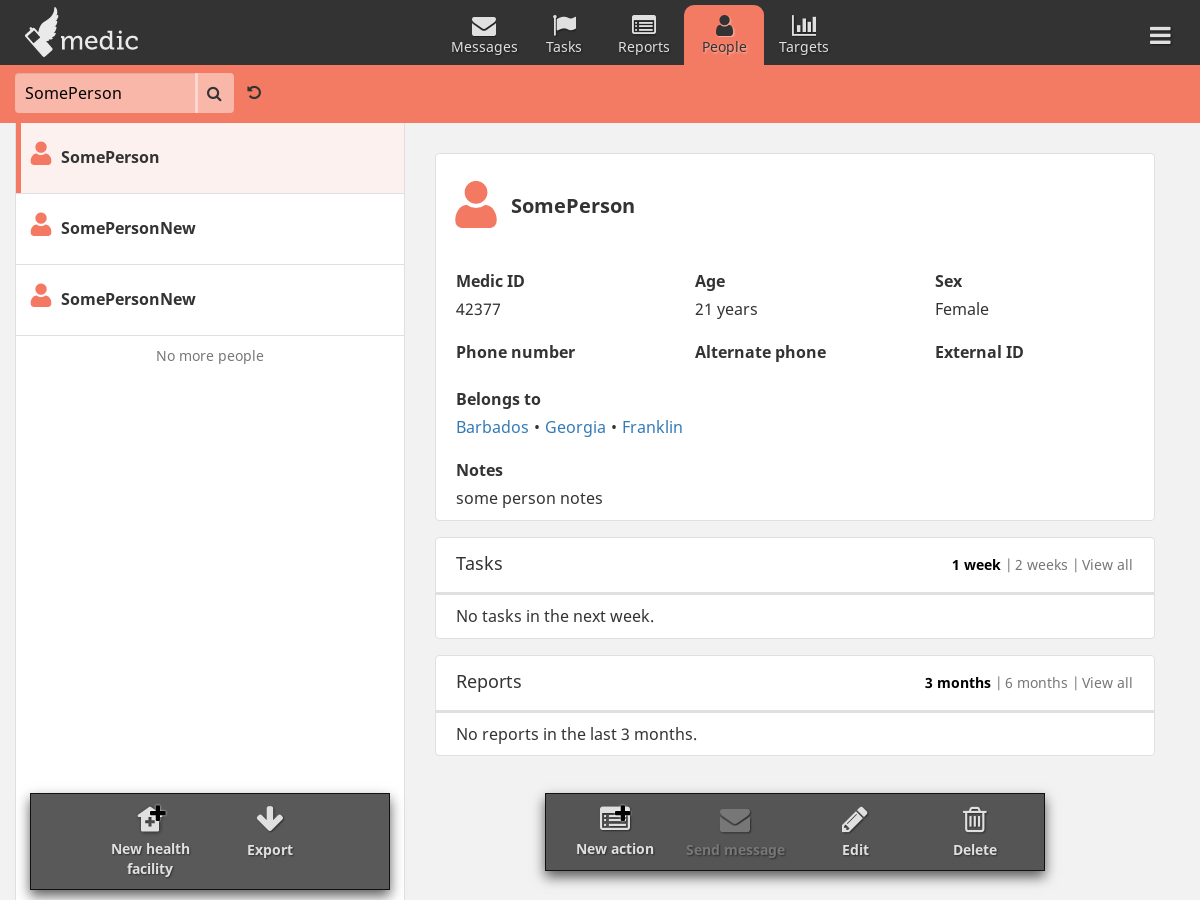 medic
Messages
Tasks
Reports
People
Targets
SomePerson
SomePerson
SomePersonNew
SomePersonNew
No more people
New health
facility
Export
SomePerson
Medic ID
Age
Sex
42377
21 years
Female
Phone number
Alternate phone
External ID
Belongs to
Barbados • Georgia • Franklin
Notes
some person notes
Tasks
1 week | 2 weeks | View all
No tasks in the next week.
Reports
3 months | 6 months | View all
No reports in the last 3 months.
New action
Send message
Edit
Delete